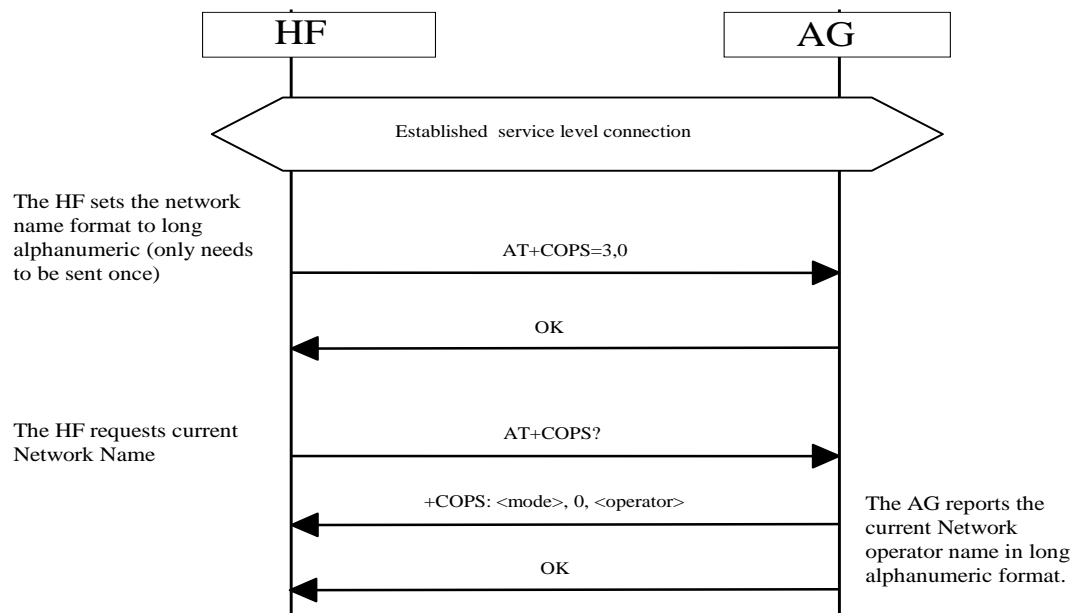 HF
AG
Established service level connection
The HF sets the network
name format to long
alphanumeric (only needs
to be sent once)
AT+COPS=3,0
OK
The HF requests current
Network Name
AT+COPS?
+COPS: <mode>, 0, <operator>
The AG reports the
current Network
operator name in long
alphanumeric format.
OK